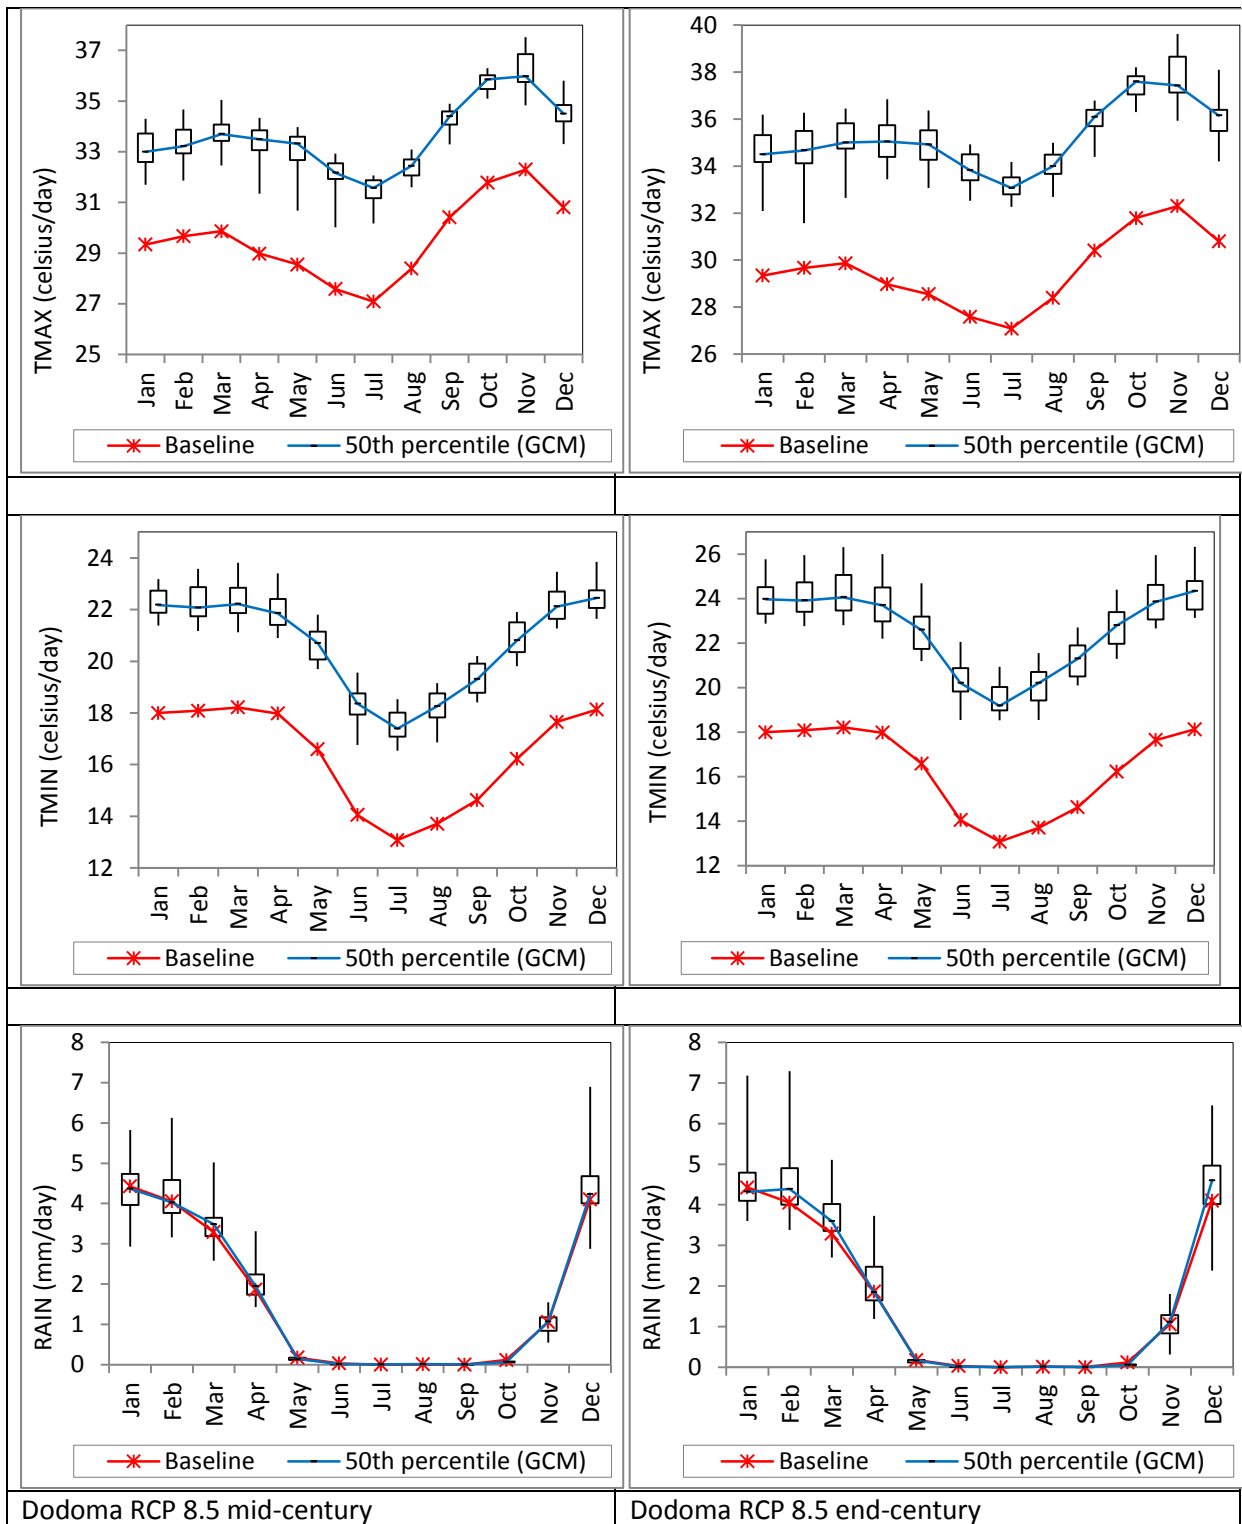 TMAX (celsius/day)
37
35
33
31
29
27
25
Jan Feb Mar Apr May Jun Jul Aug Sep Oct Nov Dec
Baseline 50th percentile (GCM)
TMAX (celsius/day)
40
38
36
34
32
30
28
26
Jan Feb Mar Apr May Jun Jul Aug Sep Oct Nov Dec
Baseline 50th percentile (GCM)
TMIN (celsius/day)
24
22
20
18
16
14
12
Jan Feb Mar Apr May Jun Jul Aug Sep Oct Nov Dec
Baseline 50th percentile (GCM)
TMIN (celsius/day)
26
24
22
20
18
16
14
12
Jan Feb Mar Apr May Jun Jul Aug Sep Oct Nov Dec
Baseline 50th percentile (GCM)
RAIN (mm/day)
8
7
6
5
4
3
2
1
0
Jan Feb Mar Apr May Jun Jul Aug Sep Oct Nov Dec
Baseline 50th percentile (GCM)
RAIN (mm/day)
8
7
6
5
4
3
2
1
0
Jan Feb Mar Apr May Jun Jul Aug Sep Oct Nov Dec
Baseline 50th percentile (GCM)
Dodoma RCP 8.5 mid-century
Dodoma RCP 8.5 end-century